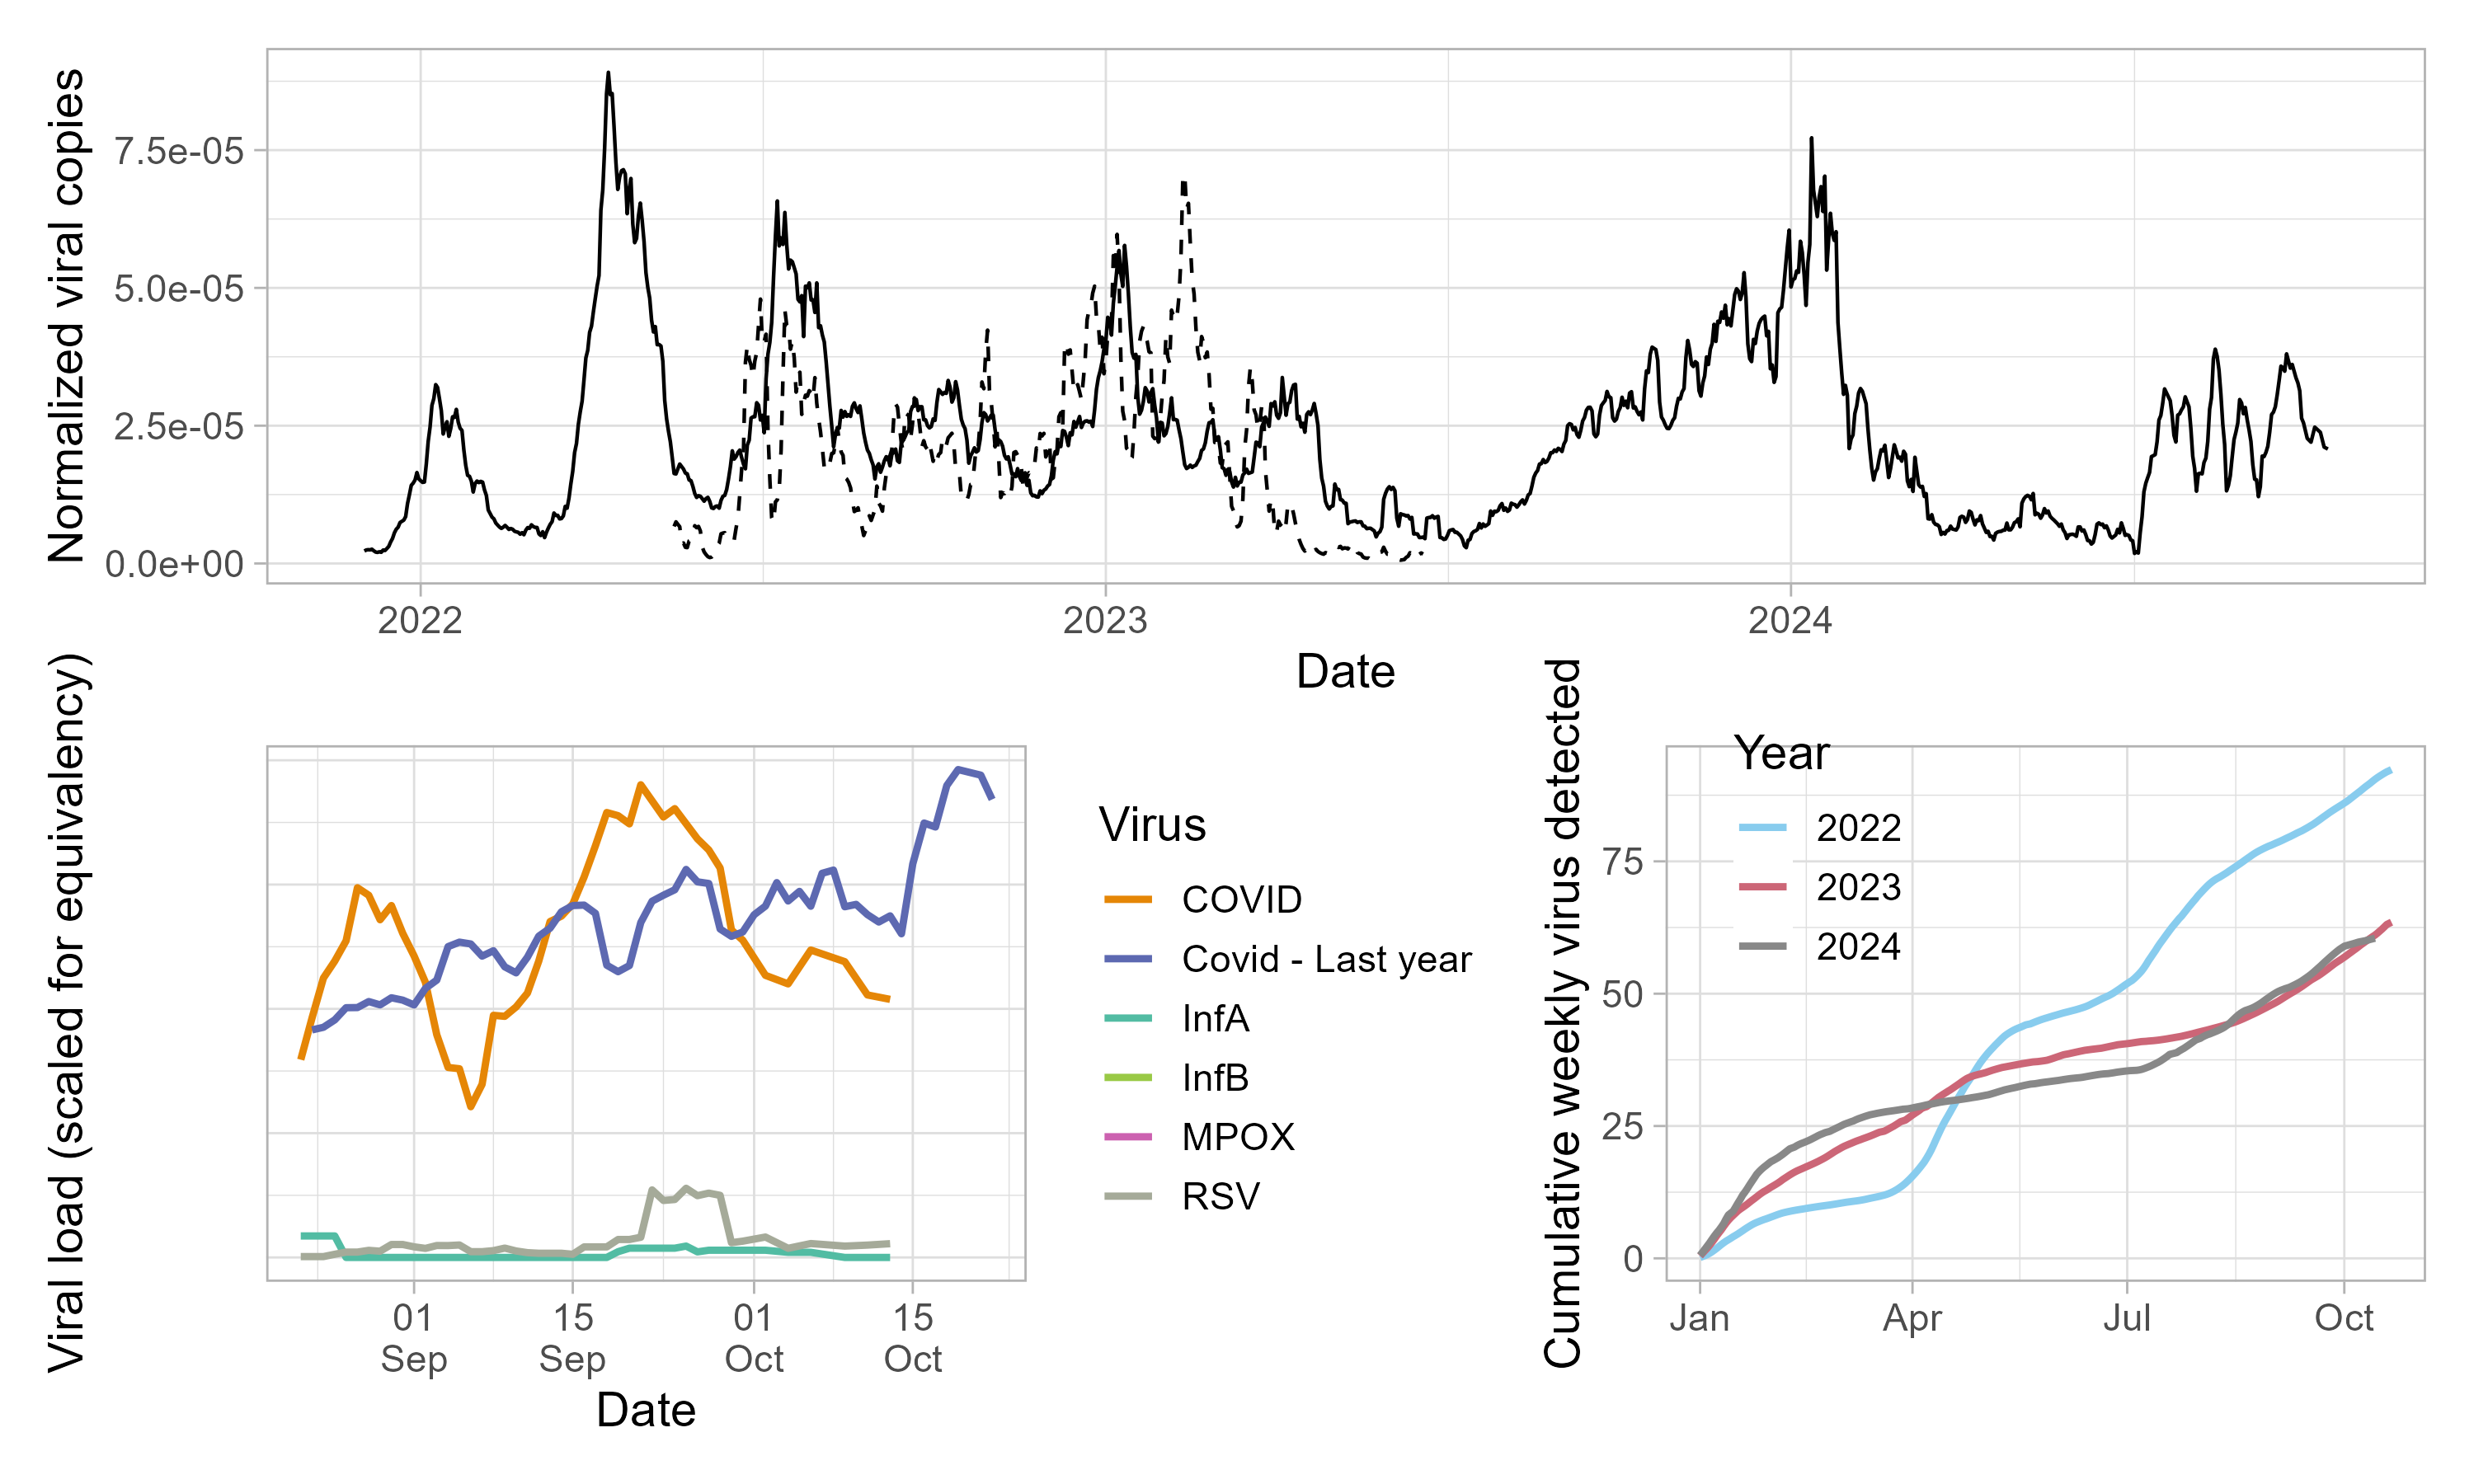 Normalized viral copies
7.5e-05
5.0e-05
2.5e-05
0.0e+00
2022
2023
2024
Date
Viral load (scaled for equivalency)
01
Sep
15
Sep
01
Oct
15
Oct
Date
Virus
COVID
Covid - Last year
InfA
InfB
MPOX
RSV
Cumulative weekly virus detected
75
50
25
0
Year
2022
2023
2024
Jan
Apr
Jul
Oct